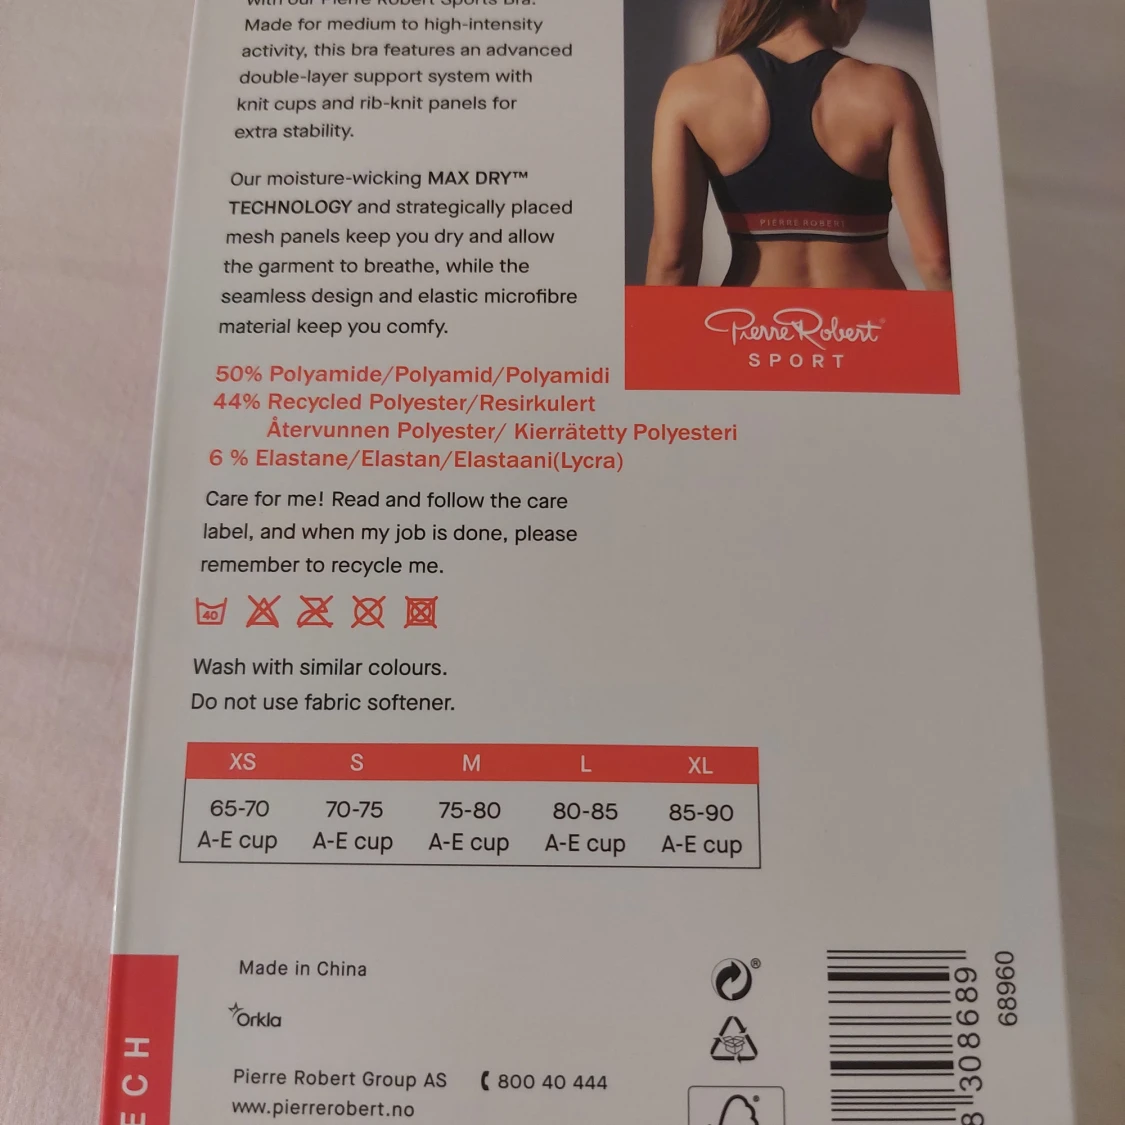 with our Pierre Robert Sports Bra.
Made for medium to high-intensity
activity, this bra features an advanced
double-layer support system with
knit cups and rib-knit panels for
extra stability.
Our moisture-wicking MAX DRY™
TECHNOLOGY and strategically placed
mesh panels keep you dry and allow
the garment to breathe, while the
seamless design and elastic microfibre
material keep you comfy.
PIERRE ROBERT
Pierre Robert®
SPORT
50% Polyamide/Polyamid/Polyamidi
44% Recycled Polyester/Resirkulert
Återvunnen Polyester/ Kierrätetty Polyesteri
6 % Elastane/Elastan/Elastaani(Lycra)
Care for me! Read and follow the care
label, and when my job is done, please
remember to recycle me.
40
Wash with similar colours.
Do not use fabric softener.
XS S M L XL
65-70 70-75 75-80 80-85 85-90
A-E cup A-E cup A-E cup A-E cup A-E cup
Made in China
Orkla
Pierre Robert Group AS 800 40 444
www.pierrerobert.no
®
308689
68960
ECH